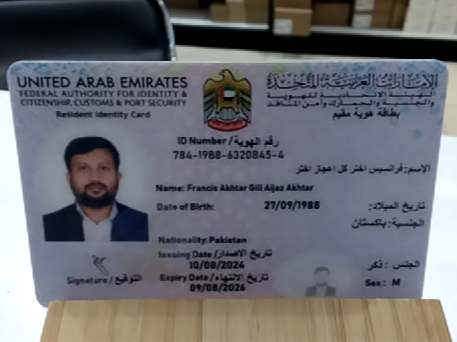 UNITED ARAB EMIRATES
FEDERAL AUTHORITY FOR IDENTITY &
CITIZENSHIP, CUSTOMS & PORT SECURITY
Resident Identity Card
الإمارات العربية المتحدة
الهيئة الاتحادية للهوية
والجنسية والجمارك وأمن المنافذ
بطاقة هوية مقيم
ID Number / رقم الهوية
784-1988-6320845-4
الإسم: فرانسيس اختر كل اعجاز اختر
Name: Francis Akhtar Gill Aijaz Akhtar
Date of Birth: 27/09/1988 تاريخ الميلاد:
الجنسية: باكستان
Nationality: Pakistan
Issuing Date / تاريخ الإصدار
10/08/2024
Expiry Date / تاريخ الانتهاء
09/08/2026
الجنس : ذكر
Sex: M
Signature / التوقيع